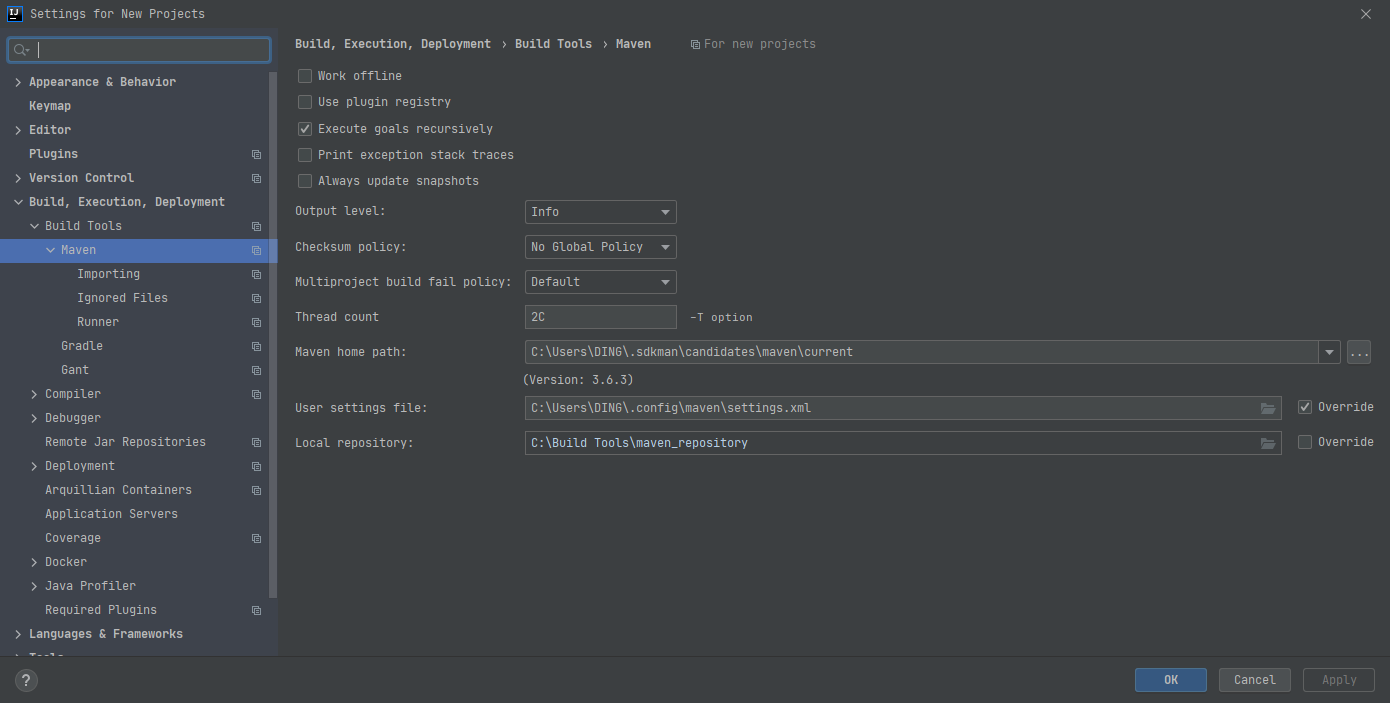 IJ Settings for New Projects
Appearance & Behavior
Keymap
Editor
Plugins
Version Control
Build, Execution, Deployment
Build Tools
Maven
Importing
Ignored Files
Runner
Gradle
Gant
Compiler
Debugger
Remote Jar Repositories
Deployment
Arquillian Containers
Application Servers
Coverage
Docker
Java Profiler
Required Plugins
Languages & Frameworks
Tools
?
Build, Execution, Deployment › Build Tools › Maven For new projects
Work offline
Use plugin registry
Execute goals recursively
Print exception stack traces
Always update snapshots
Output level: Info
Checksum policy: No Global Policy
Multiproject build fail policy: Default
Thread count 2C -T option
Maven home path: C:\Users\DING\.sdkman\candidates\maven\current ...
(Version: 3.6.3)
User settings file: C:\Users\DING\.config\maven\settings.xml Override
Local repository: C:\Build Tools\maven_repository Override
OK Cancel Apply